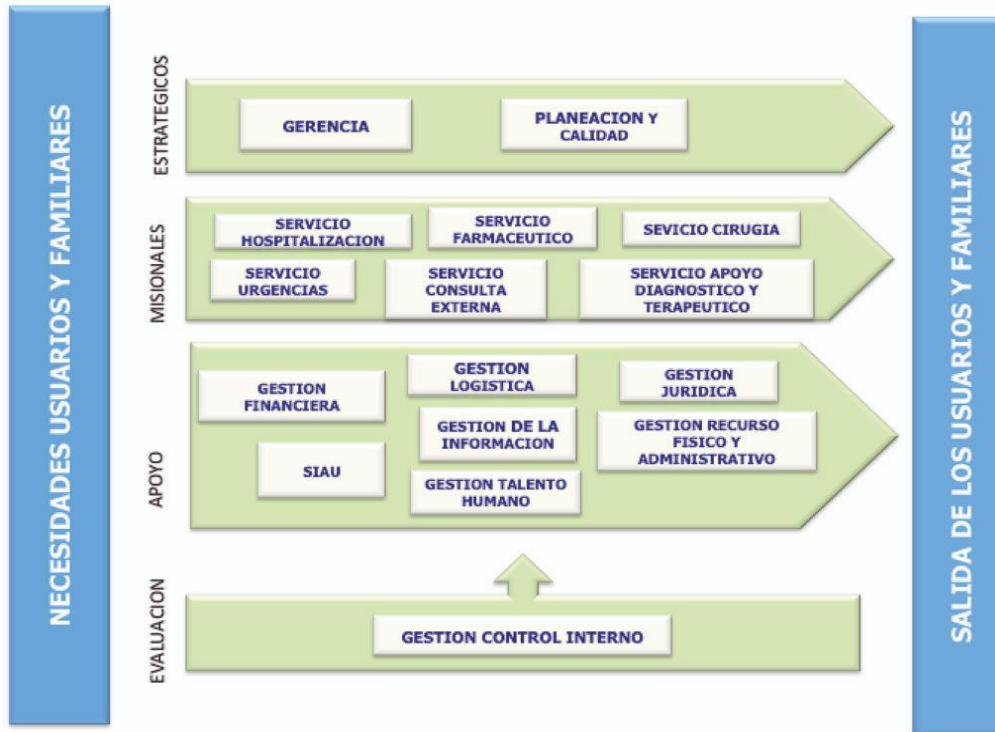 NECESIDADES USUARIOS Y FAMILIARES
ESTRATEGICOS
GERENCIA
PLANEACION Y
CALIDAD
MISIONALES
SERVICIO
HOSPITALIZACION
SERVICIO
FARMACEUTICO
SEVICIO CIRUGIA
SERVICIO
URGENCIAS
SERVICIO
CONSULTA
EXTERNA
SERVICIO APOYO
DIAGNOSTICO Y
TERAPEUTICO
APOYO
GESTION
FINANCIERA
GESTION
LOGISTICA
GESTION
JURIDICA
SIAU
GESTION DE LA
INFORMACION
GESTION RECURSO
FISICO Y
ADMINISTRATIVO
GESTION TALENTO
HUMANO
EVALUACION
GESTION CONTROL INTERNO
SALIDA DE LOS USUARIOS Y FAMILIARES